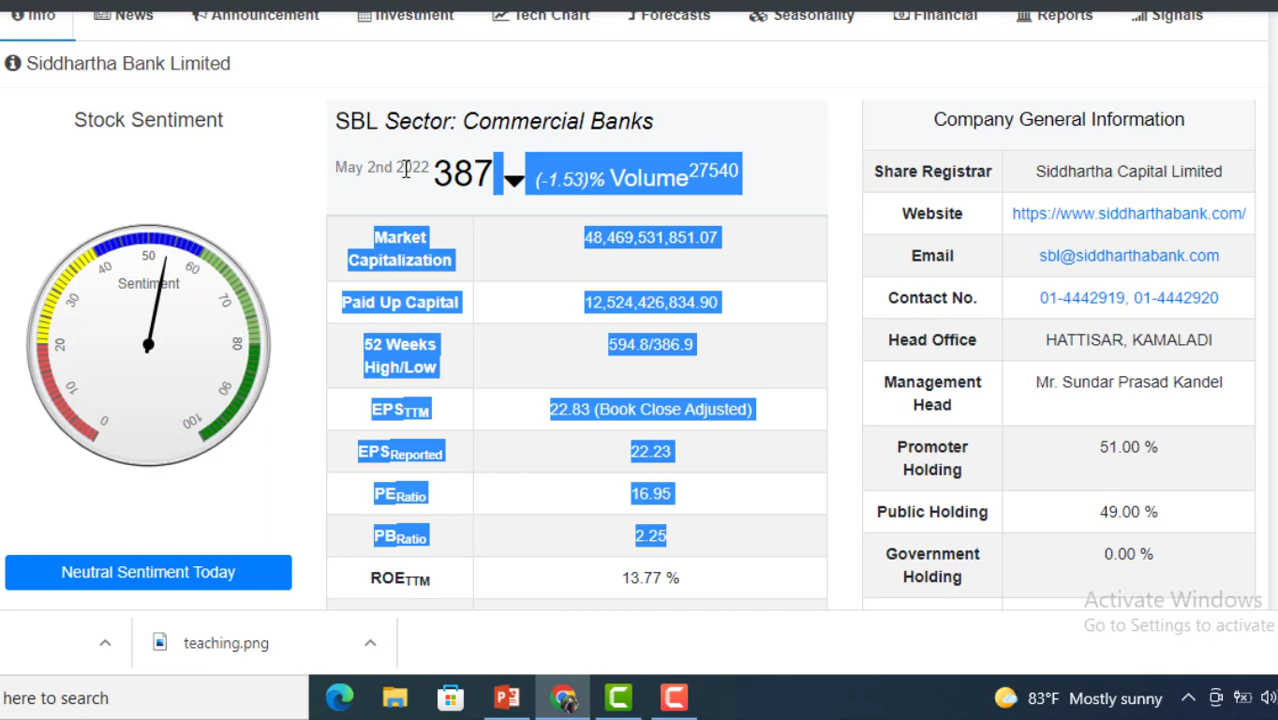 Info News Announcement Investment Tech Chart Forecasts Seasonality Financial Reports Signals
Siddhartha Bank Limited
Stock Sentiment
SBL Sector: Commercial Banks
May 2nd 2022 387 (-1.53)% Volume 27540
Company General Information
Share Registrar Siddhartha Capital Limited
Website https://www.siddharthabank.com/
Email sbl@siddharthabank.com
Contact No. 01-4442919, 01-4442920
Head Office HATTISAR, KAMALADI
Management Mr. Sundar Prasad Kandel
Head
Promoter 51.00 %
Holding
Public Holding 49.00 %
Government 0.00 %
Holding
Market 48,469,531,851.07
Capitalization
Paid Up Capital 12,524,426,834.90
52 Weeks 594.8/386.9
High/Low
EPSTTM 22.83 (Book Close Adjusted)
EPSReported 22.23
PERatio 16.95
PBRatio 2.25
ROETTM 13.77 %
0 10 20 30 40 50 60 70 80 90 100
Sentiment
Neutral Sentiment Today
Activate Windows
Go to Settings to activate
teaching.png
here to search
83°F Mostly sunny